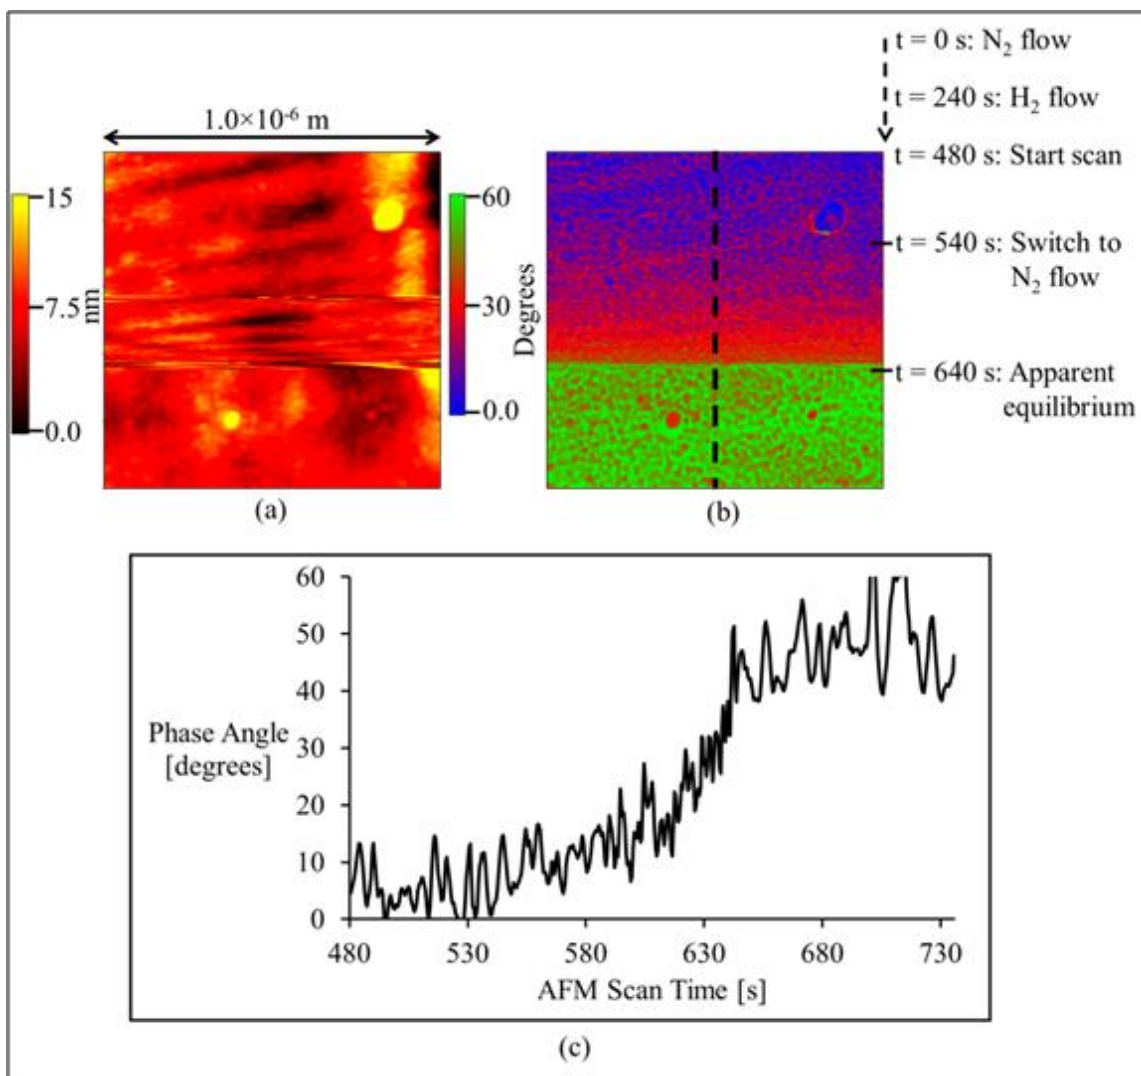 t = 0 s: N₂ flow
t = 240 s: H₂ flow
1.0×10⁻⁶ m
t = 480 s: Start scan
15
60
t = 540 s: Switch to
N₂ flow
7.5
nm
30
Degrees
0.0
0.0
t = 640 s: Apparent
equilibrium
(a)
(b)
60
50
40
Phase Angle
[degrees]
30
20
10
0
480
530
580
630
680
730
AFM Scan Time [s]
(c)